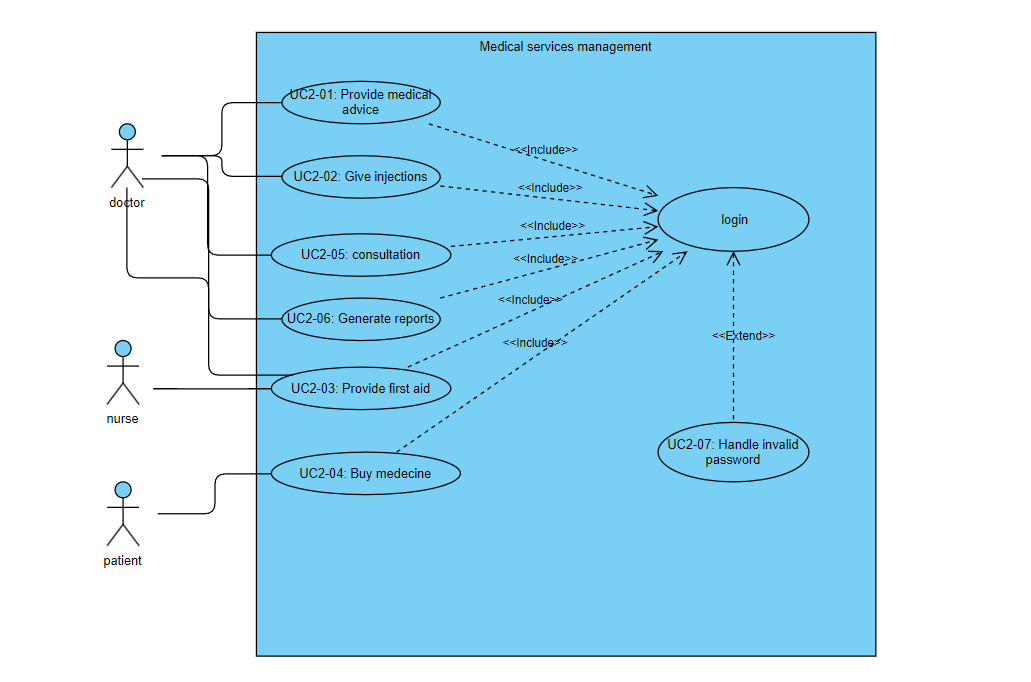 Medical services management
UC2-01: Provide medical
advice
<<Include>>
doctor
UC2-02: Give injections
<<Include>>
login
UC2-05: consultation
<<Include>>
<<Include>>
UC2-06: Generate reports
<<Include>>
<<Include>>
<<Extend>>
nurse
UC2-03: Provide first aid
UC2-04: Buy medecine
UC2-07: Handle invalid
password
patient